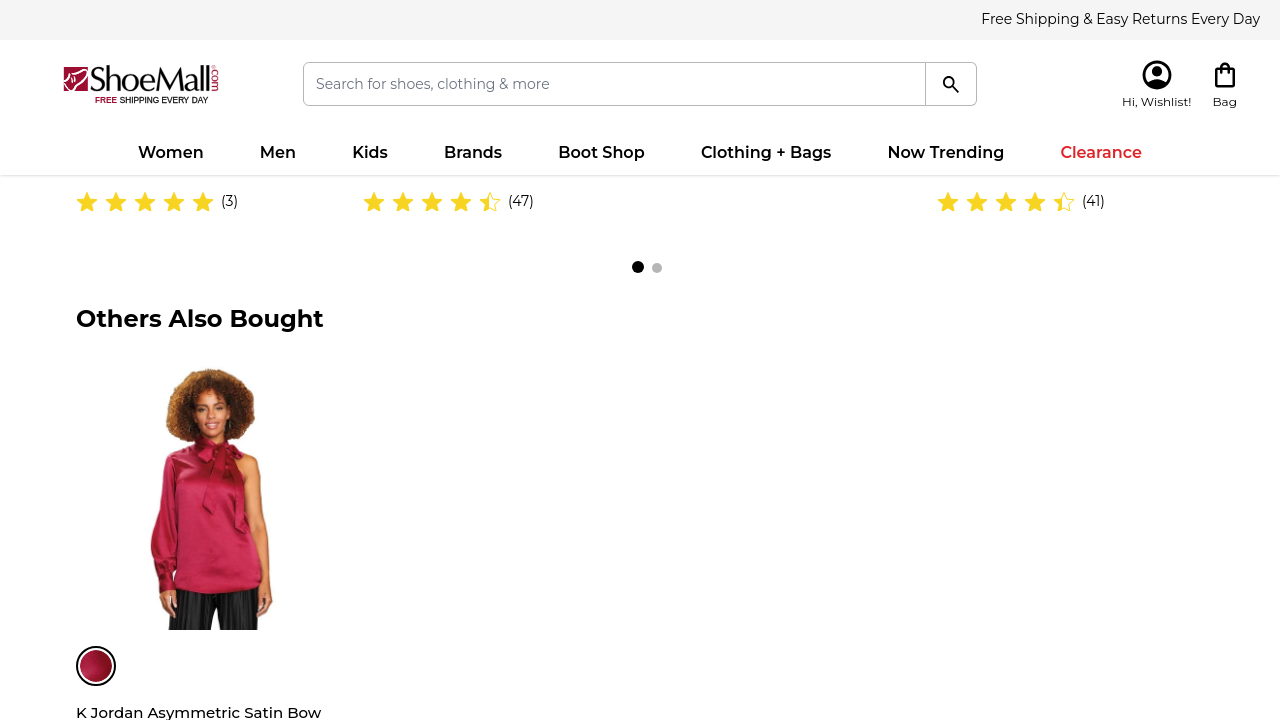 Free Shipping & Easy Returns Every Day
ShoeMall.com
FREE SHIPPING EVERY DAY
Search for shoes, clothing & more
Hi, Wishlist!
Bag
Women Men Kids Brands Boot Shop Clothing + Bags Now Trending Clearance
(3) (47) (41)
Others Also Bought
K Jordan Asymmetric Satin Bow